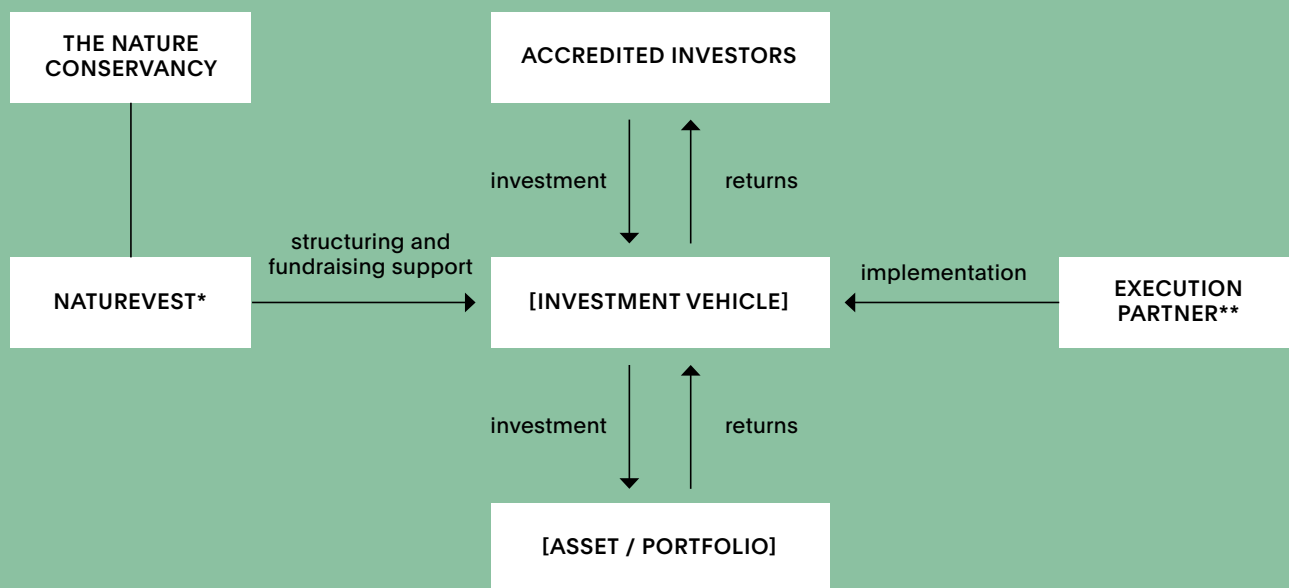 THE NATURE
CONSERVANCY
ACCREDITED INVESTORS
investment
returns
structuring and
fundraising support
implementation
NATUREVEST*
[INVESTMENT VEHICLE]
EXECUTION
PARTNER**
investment
returns
[ASSET / PORTFOLIO]